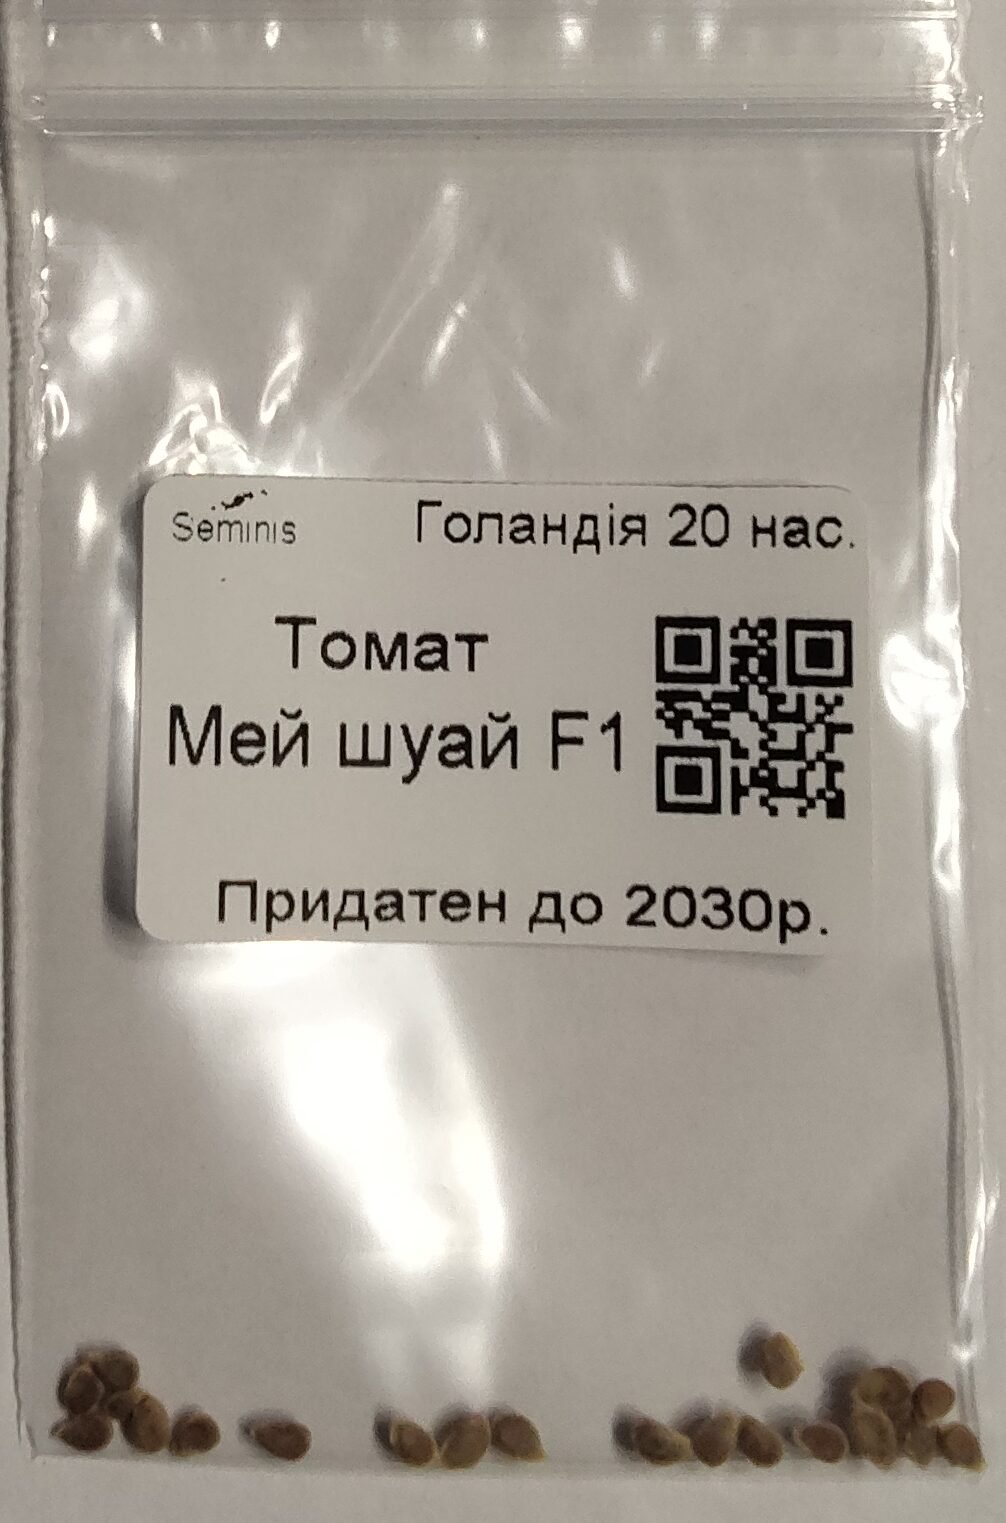 Seminis
Голандія 20 нас.
Томат
Мей шуай F1
Придатен до 2030р.